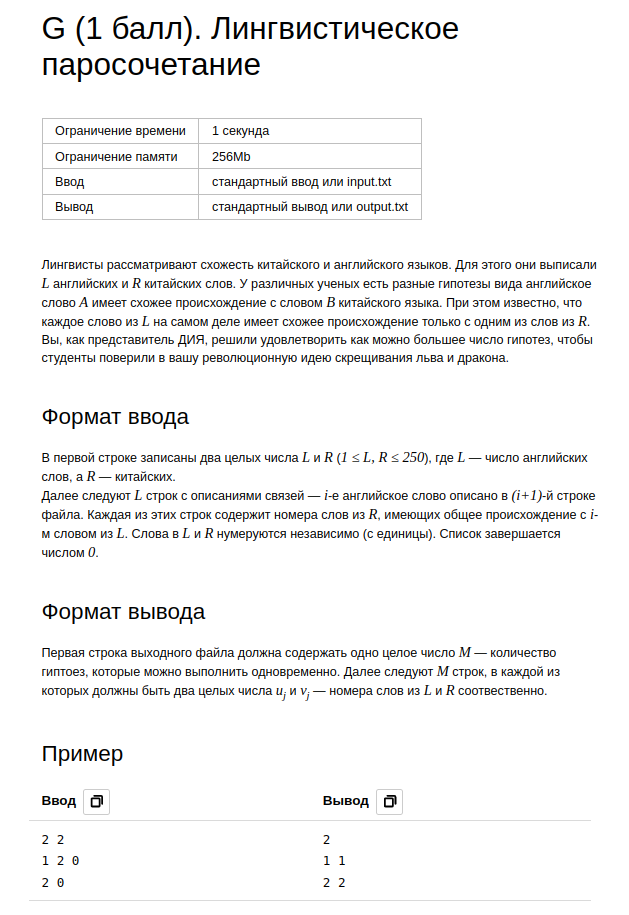 G (1 балл). Лингвистическое
паросочетание
Ограничение времени 1 секунда
Ограничение памяти 256Mb
Ввод стандартный ввод или input.txt
Вывод стандартный вывод или output.txt
Лингвисты рассматривают схожесть китайского и английского языков. Для этого они выписали
L английских и R китайских слов. У различных ученых есть разные гипотезы вида английское
слово A имеет схожее происхождение с словом B китайского языка. При этом известно, что
каждое слово из L на самом деле имеет схожее происхождение только с одним из слов из R.
Вы, как представитель ДИЯ, решили удовлетворить как можно большее число гипотез, чтобы
студенты поверили в вашу революционную идею скрещивания льва и дракона.
Формат ввода
В первой строке записаны два целых числа L и R (1 ≤ L, R ≤ 250), где L — число английских
слов, а R — китайских.
Далее следуют L строк с описаниями связей — i-е английское слово описано в (i+1)-й строке
файла. Каждая из этих строк содержит номера слов из R, имеющих общее происхождение с i-
м словом из L. Слова в L и R нумеруются независимо (с единицы). Список завершается
числом 0.
Формат вывода
Первая строка выходного файла должна содержать одно целое число M — количество
гиптоез, которые можно выполнить одновременно. Далее следуют M строк, в каждой из
которых должны быть два целых числа uj и vj — номера слов из L и R соотвественно.
Пример
Ввод Вывод
2 2 2
1 2 0 1 1
2 0 2 2